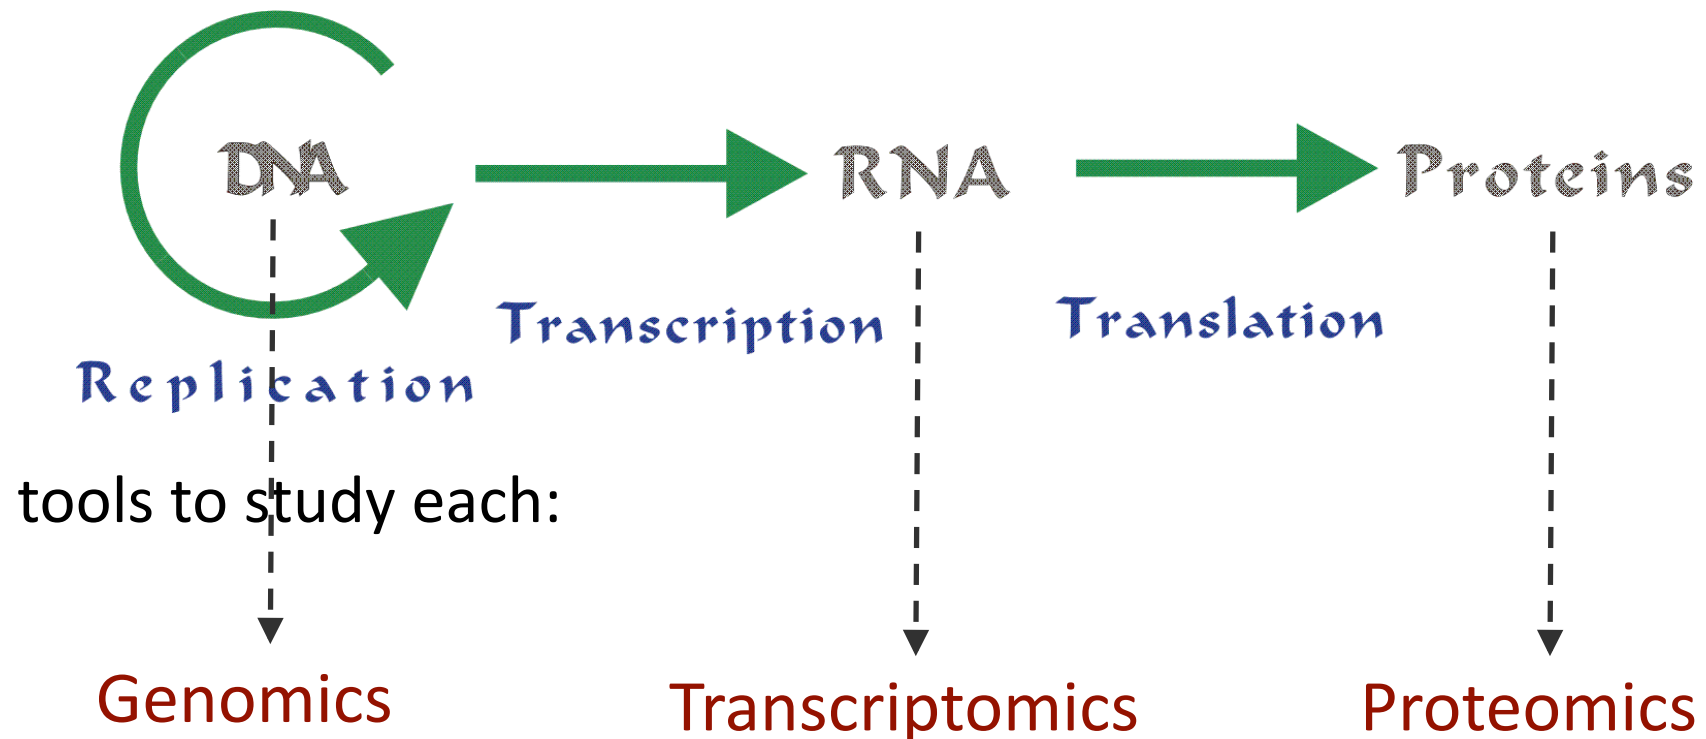 DNA RNA Proteins
Transcription Translation
Replication
tools to study each:
Genomics Transcriptomics Proteomics